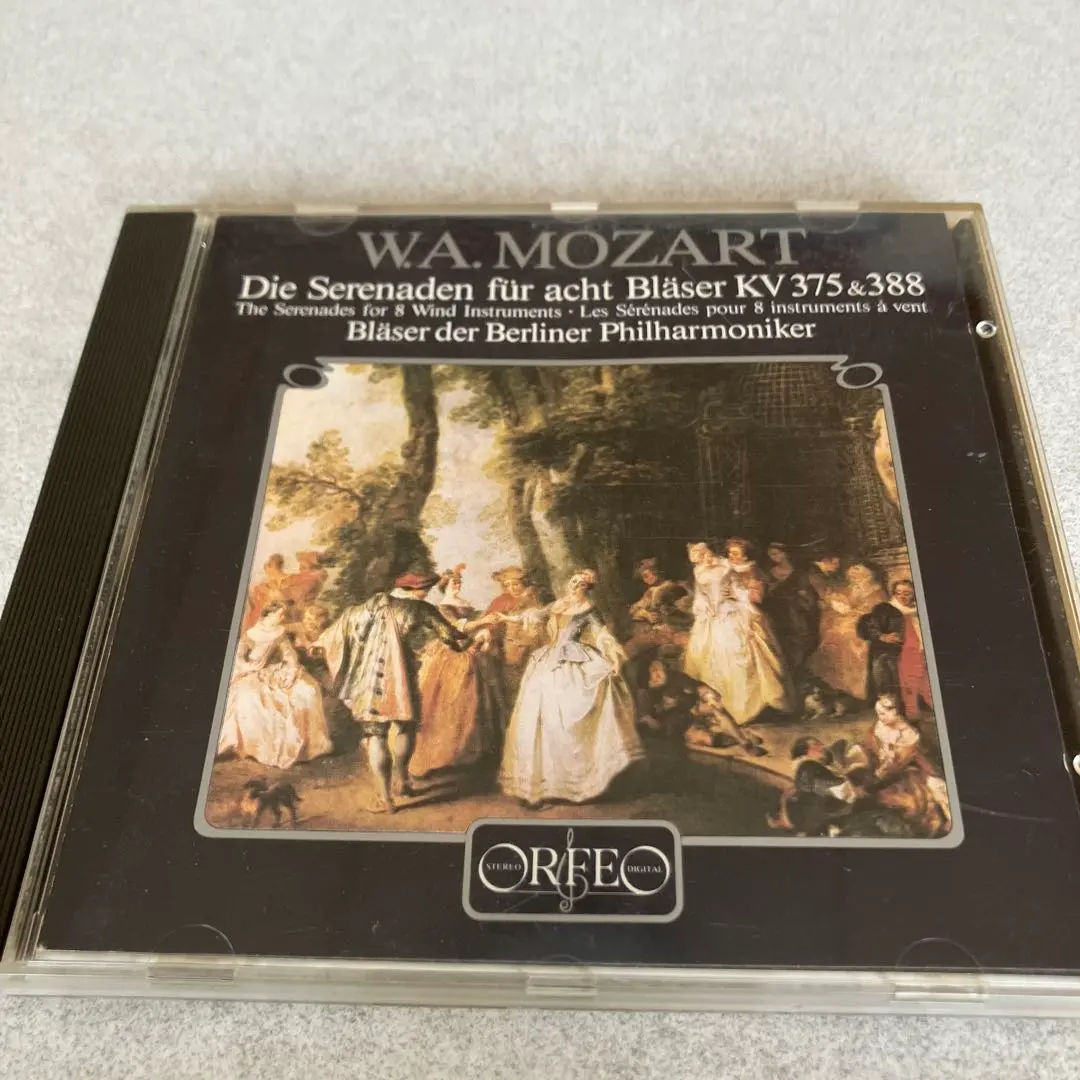 W.A. MOZART
Die Serenaden für acht Bläser KV 375 & 388
The Serenades for 8 Wind Instruments · Les Sérénades pour 8 instruments à vent
Bläser der Berliner Philharmoniker
STEREO ORFEO DIGITAL